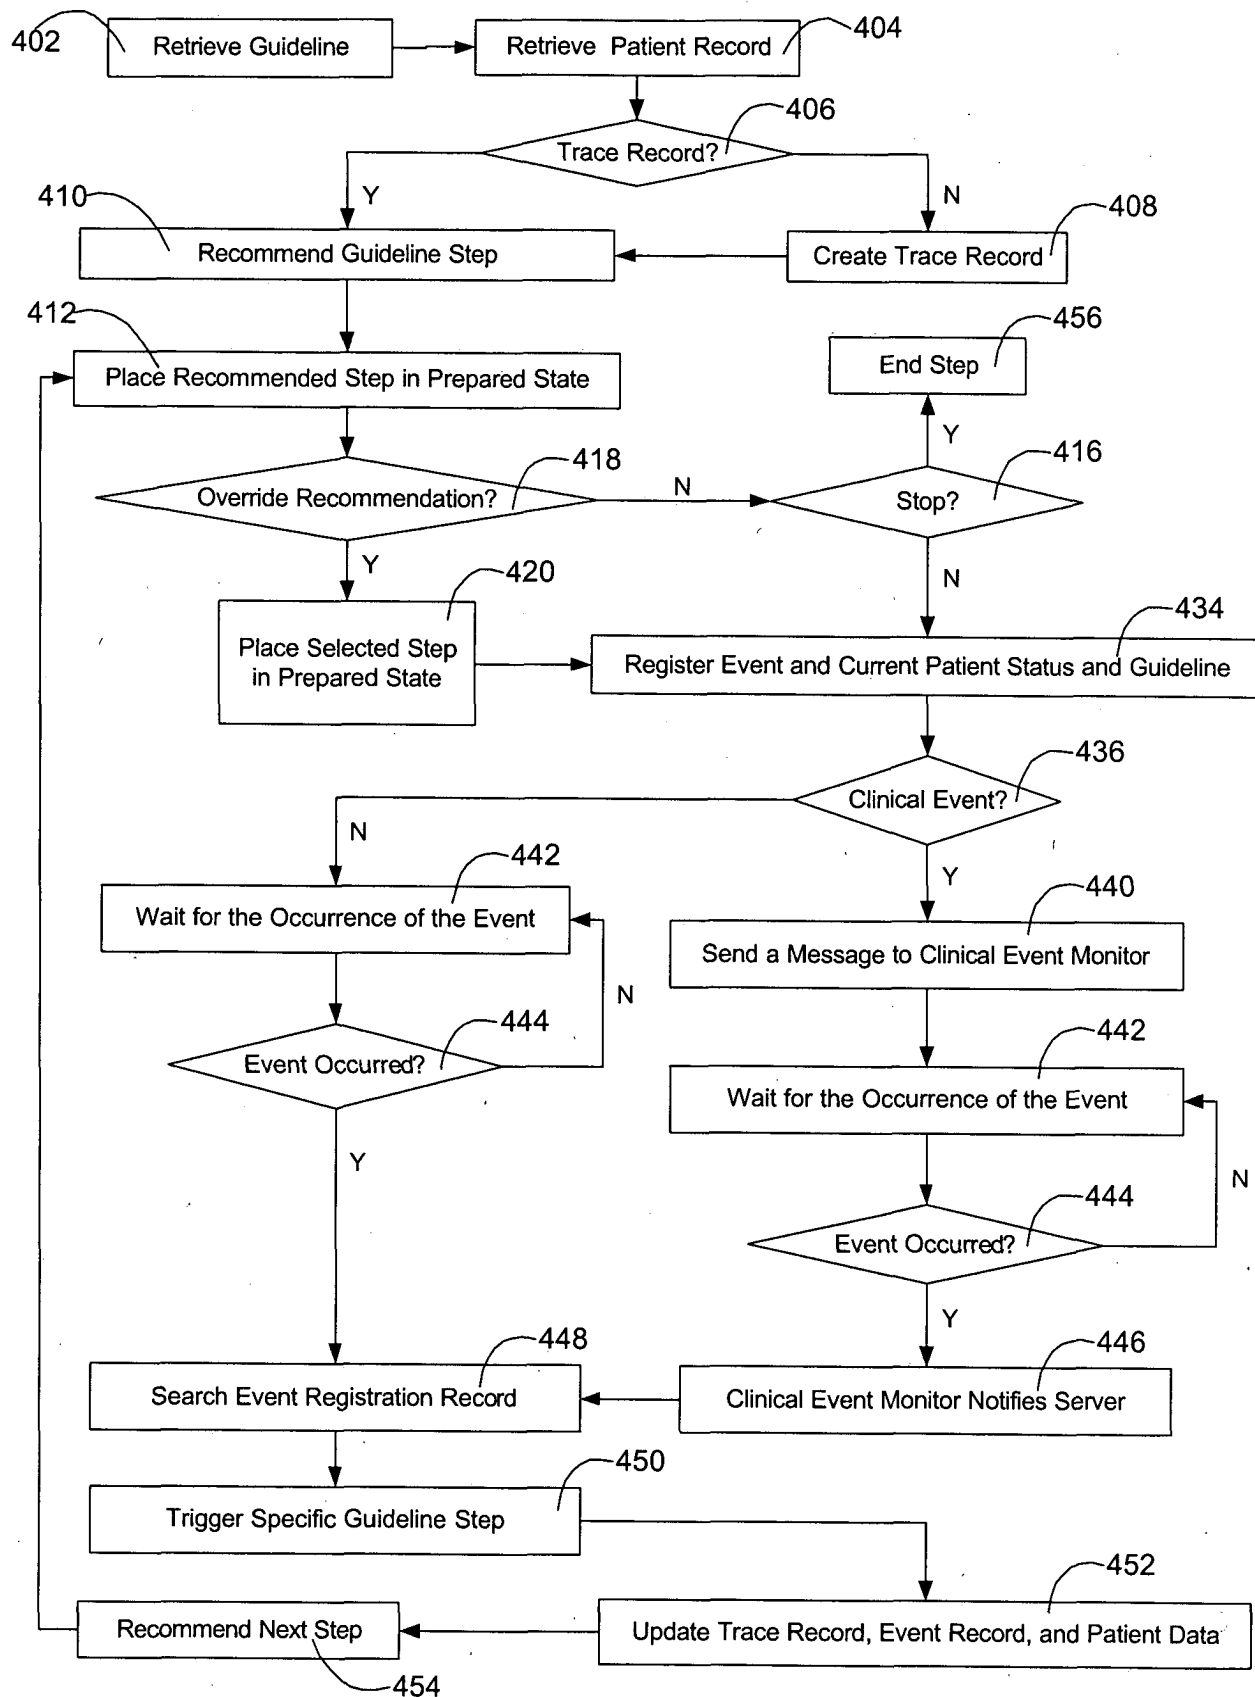 402
Retrieve Guideline
Retrieve Patient Record
404
406
Trace Record?
Y
N
410
408
Recommend Guideline Step
Create Trace Record
412
456
Place Recommended Step in Prepared State
End Step
Y
418
416
Override Recommendation?
N
Stop?
Y
N
420
434
Place Selected Step
in Prepared State
Register Event and Current Patient Status and Guideline
436
Clinical Event?
N
Y
442
440
Wait for the Occurrence of the Event
Send a Message to Clinical Event Monitor
N
444
442
Event Occurred?
Wait for the Occurrence of the Event
Y
N
444
Event Occurred?
Y
448
446
Search Event Registration Record
Clinical Event Monitor Notifies Server
450
Trigger Specific Guideline Step
452
Recommend Next Step
Update Trace Record, Event Record, and Patient Data
454